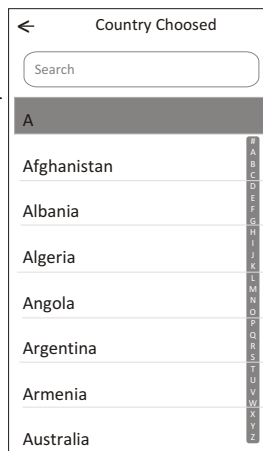 ← Country Choosed
Search
A
Afghanistan
Albania
Algeria
Angola
Argentina
Armenia
Australia
#
A
B
C
D
E
F
G
H
I
J
K
L
M
N
O
P
Q
R
S
T
U
V
W
X
Y
Z